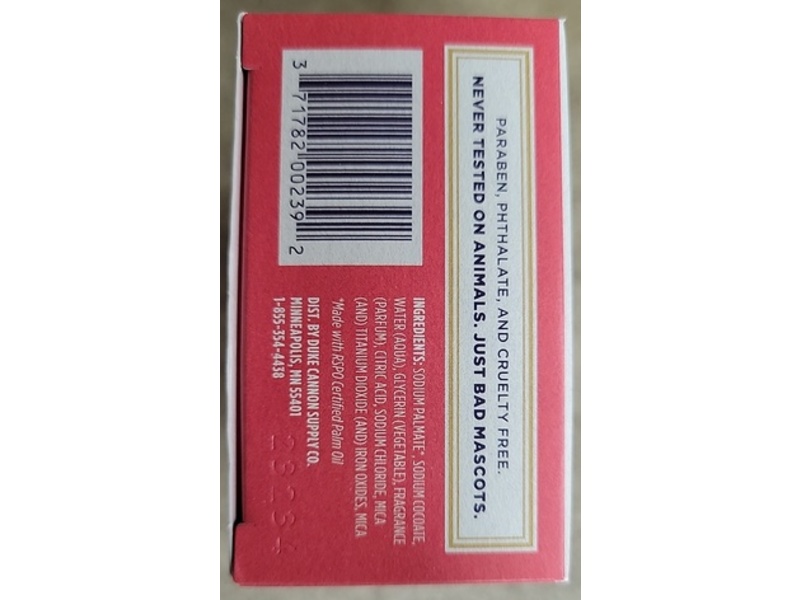 PARABEN, PHTHALATE, AND CRUELTY FREE.
NEVER TESTED ON ANIMALS. JUST BAD MASCOTS.
3 71782 00239 2
INGREDIENTS: SODIUM PALMATE*, SODIUM COCOATE,
WATER (AQUA), GLYCERIN (VEGETABLE), FRAGRANCE
(PARFUM), CITRIC ACID, SODIUM CHLORIDE, MICA
(AND) TITANIUM DIOXIDE (AND) IRON OXIDES, MICA
*Made with RSPO Certified Palm Oil
DIST. BY DUKE CANNON SUPPLY CO.
MINNEAPOLIS, MN 55401
1-855-354-4438